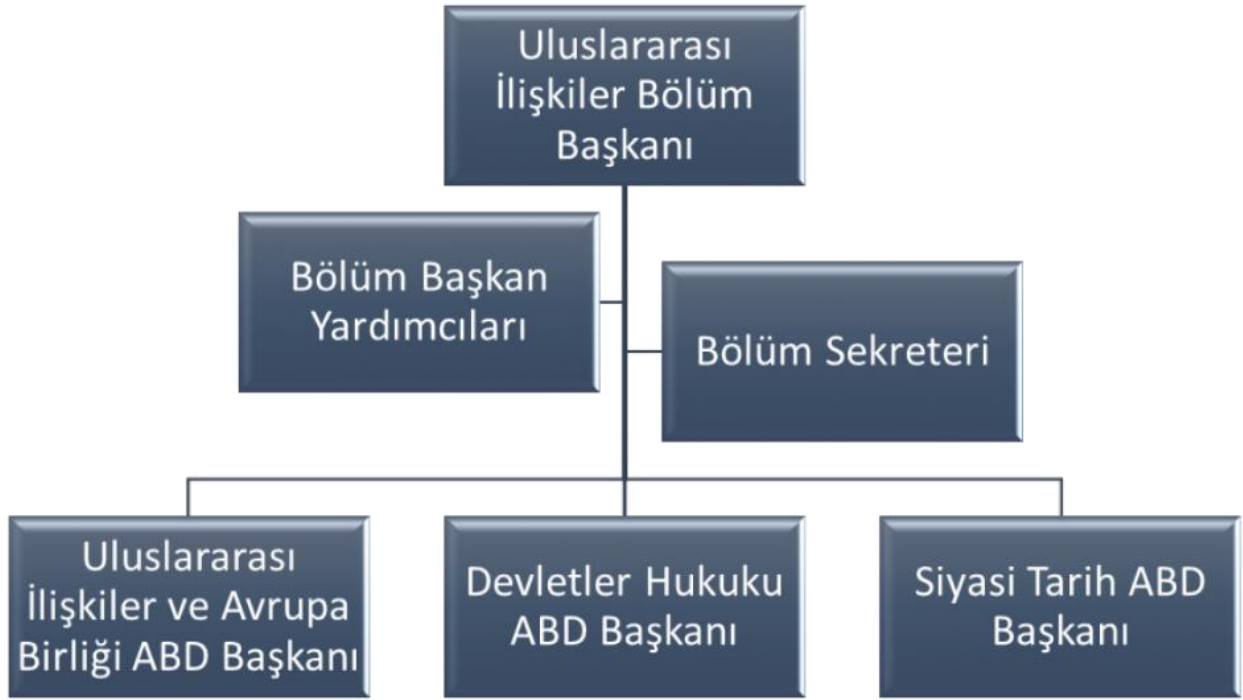 Uluslararası
İlişkiler Bölüm
Başkanı
Bölüm Başkan
Yardımcıları
Bölüm Sekreteri
Uluslararası
İlişkiler ve Avrupa
Birliği ABD Başkanı
Devletler Hukuku
ABD Başkanı
Siyasi Tarih ABD
Başkanı